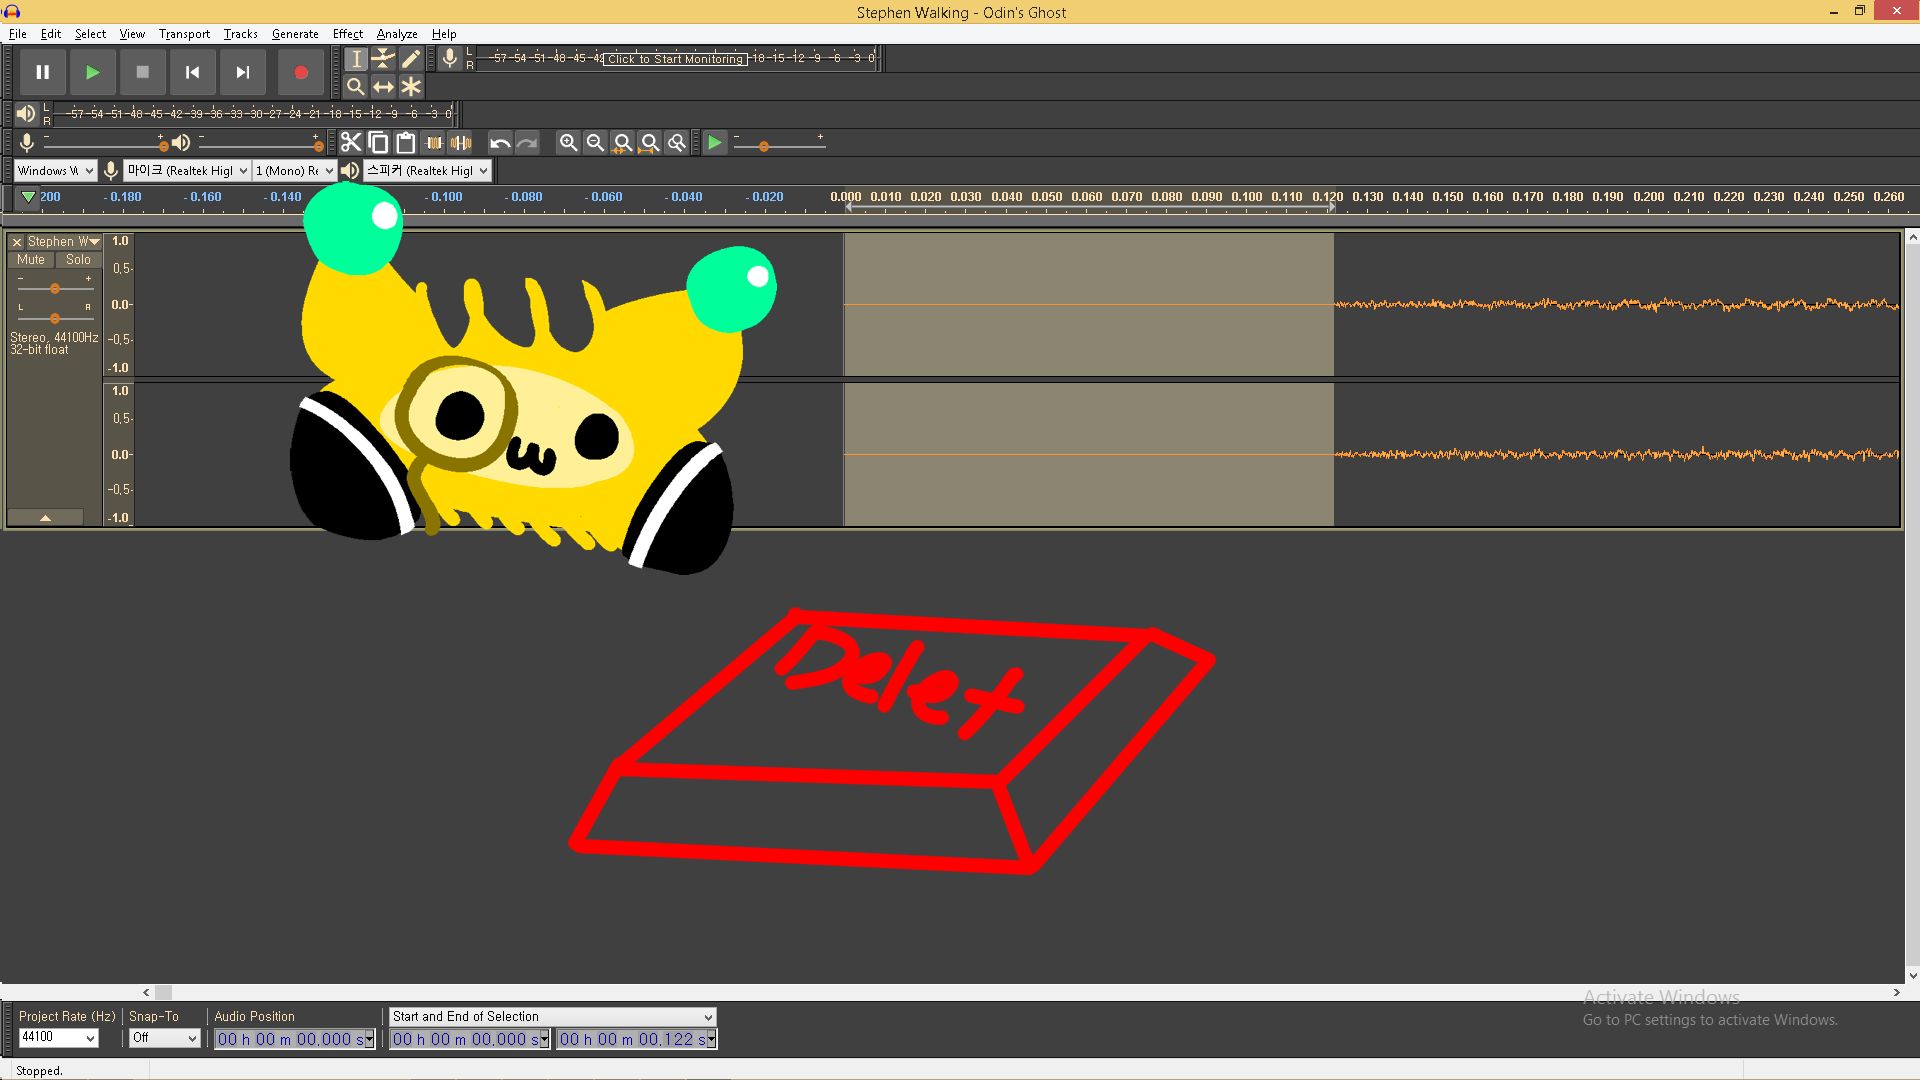 Stephen Walking - Odin's Ghost
File Edit Select View Transport Tracks Generate Effect Analyze Help
L R -57 -54 -51 -48 -45 -42 Click to Start Monitoring -18 -15 -12 -9 -6 -3 0
L R -57 -54 -51 -48 -45 -42 -39 -36 -33 -30 -27 -24 -21 -18 -15 -12 -9 -6 -3 0
- + - + - +
Windows W 마이크 (Realtek Higl 1 (Mono) Re 스피커 (Realtek Higl
200 -0.180 -0.160 -0.140 -0.100 -0.080 -0.060 -0.040 -0.020 0.000 0.010 0.020 0.030 0.040 0.050 0.060 0.070 0.080 0.090 0.100 0.110 0.120 0.130 0.140 0.150 0.160 0.170 0.180 0.190 0.200 0.210 0.220 0.230 0.240 0.250 0.260
Stephen W 1.0
Mute Solo 0,5-
- + 0.0-
L R
Stereo, 44100Hz -0,5-
32-bit float
-1.0
1.0
0,5-
0.0-
-0,5-
-1.0
Delet
Activate Windows
Go to PC settings to activate Windows.
Project Rate (Hz) Snap-To Audio Position Start and End of Selection
44100 Off 00 h 00 m 00.000 s 00 h 00 m 00.000 s 00 h 00 m 00.122 s
Stopped.